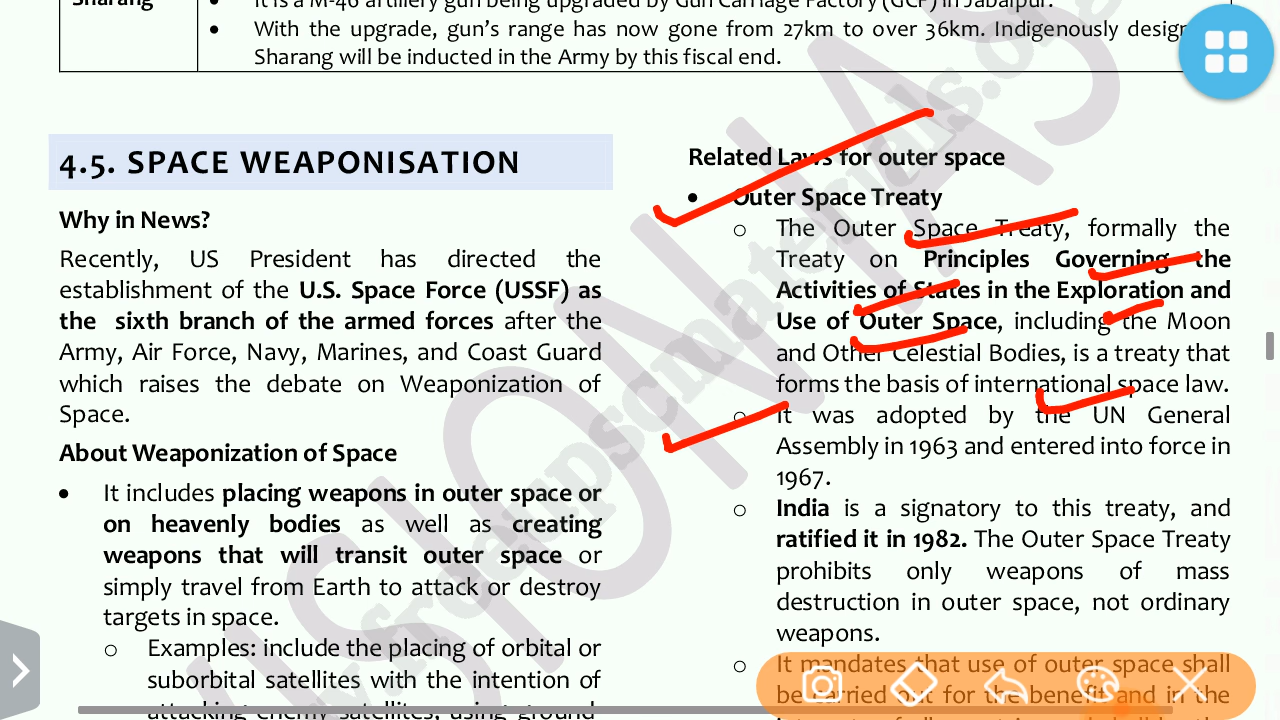 Sharang
It is a M-46 artillery gun being upgraded by Gun Carriage Factory (GCF) in Jabalpur.
With the upgrade, gun's range has now gone from 27km to over 36km. Indigenously
Sharang will be inducted in the Army by this fiscal end.
4.5. SPACE WEAPONISATION
Why in News?
Recently, US President has directed the
establishment of the U.S. Space Force (USSF) as
the sixth branch of the armed forces after the
Army, Air Force, Navy, Marines, and Coast Guard
which raises the debate on Weaponization of
Space.
About Weaponization of Space
• It includes placing weapons in outer space or
on heavenly bodies as well as creating
weapons that will transit outer space or
simply travel from Earth to attack or destroy
targets in space.
o Examples: include the placing of orbital or
suborbital satellites with the intention of
attacking enemy satellites, using ground-
Related Laws for outer space
• Outer Space Treaty
o The Outer Space Treaty, formally the
Treaty on Principles Governing the
Activities of States in the Exploration and
Use of Outer Space, including the Moon
and Other Celestial Bodies, is a treaty that
forms the basis of international space law.
o It was adopted by the UN General
Assembly in 1963 and entered into force in
1967.
o India is a signatory to this treaty, and
ratified it in 1982. The Outer Space Treaty
prohibits only weapons of mass
destruction in outer space, not ordinary
weapons.
o It mandates that use of outer space shall
be carried out for the benefit and in the